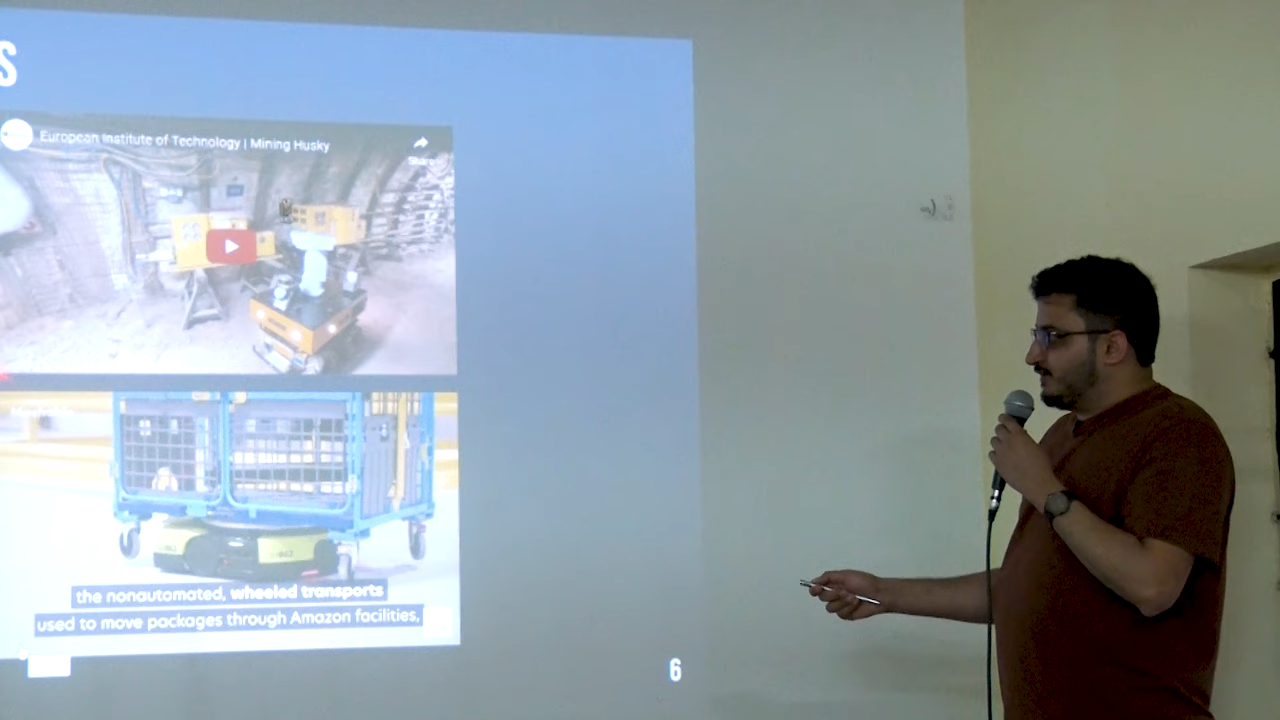 S
European Institute of Technology | Mining Husky
Share
the nonautomated, wheeled transports
used to move packages through Amazon facilities,
6